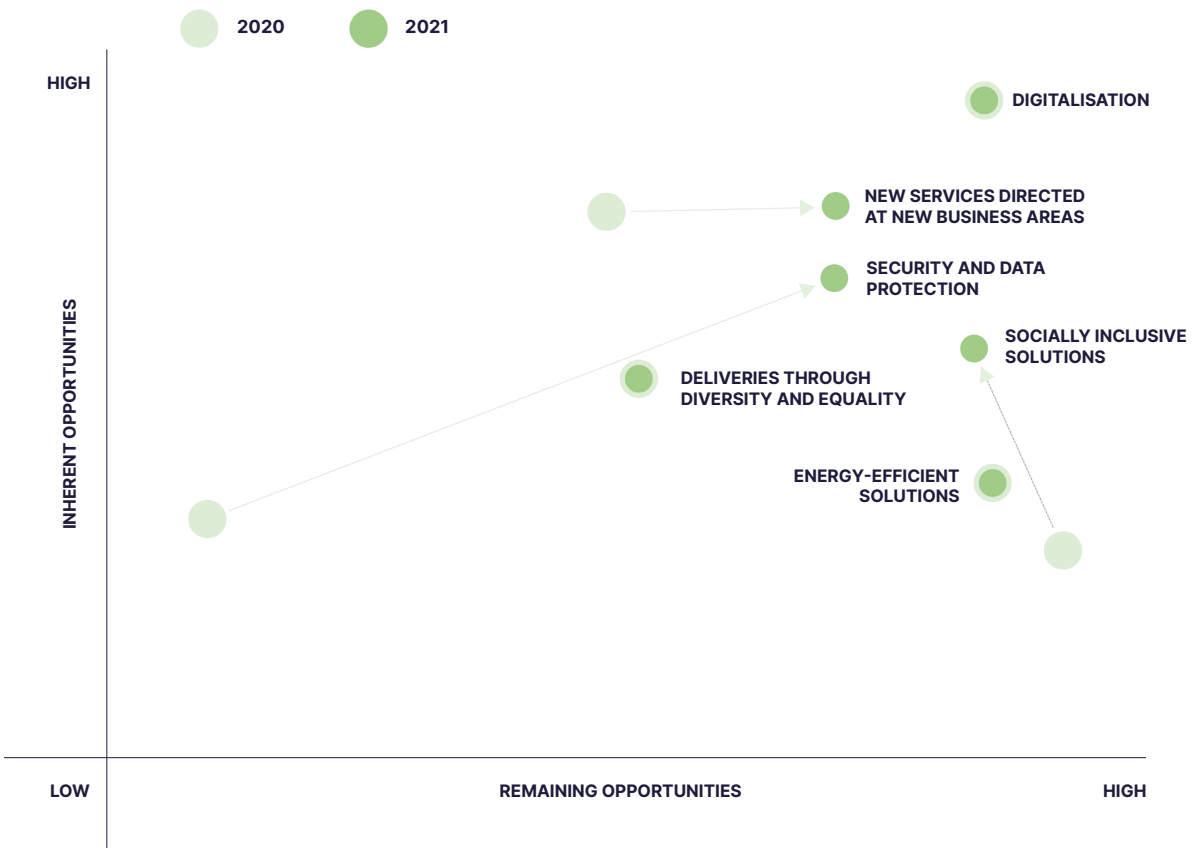 2020
2021
HIGH
DIGITALISATION
NEW SERVICES DIRECTED
AT NEW BUSINESS AREAS
SECURITY AND DATA
PROTECTION
SOCIALLY INCLUSIVE
SOLUTIONS
DELIVERIES THROUGH
DIVERSITY AND EQUALITY
ENERGY-EFFICIENT
SOLUTIONS
INHERENT OPPORTUNITIES
LOW
REMAINING OPPORTUNITIES
HIGH